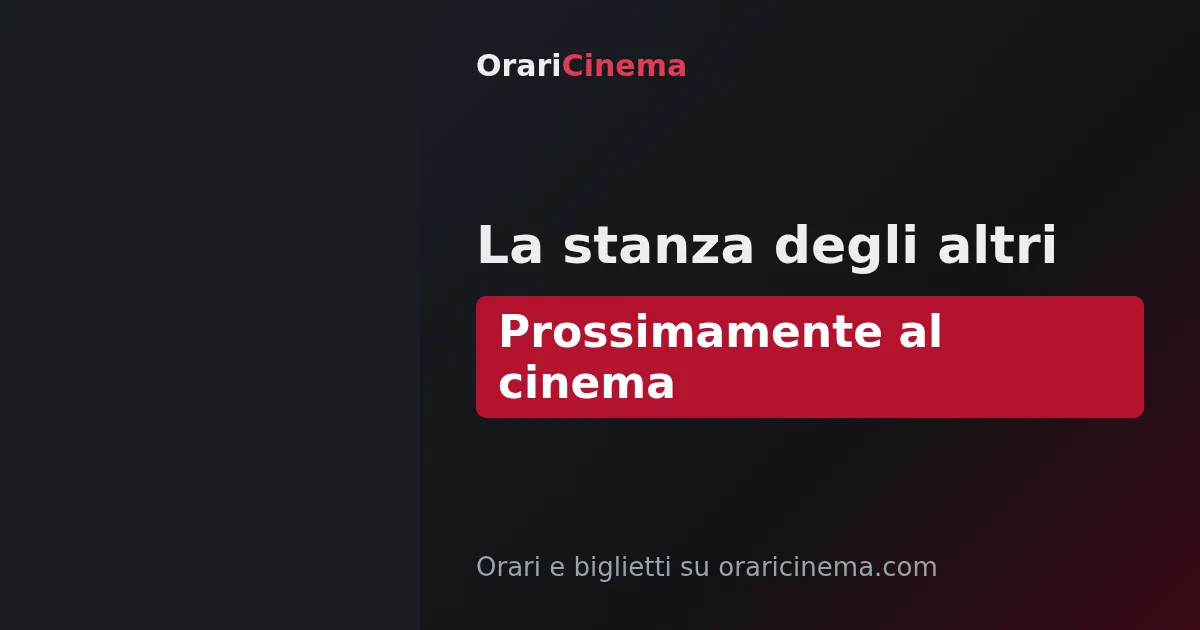 OrariCinema
La stanza degli altri
Prossimamente al
cinema
Orari e biglietti su oraricinema.com